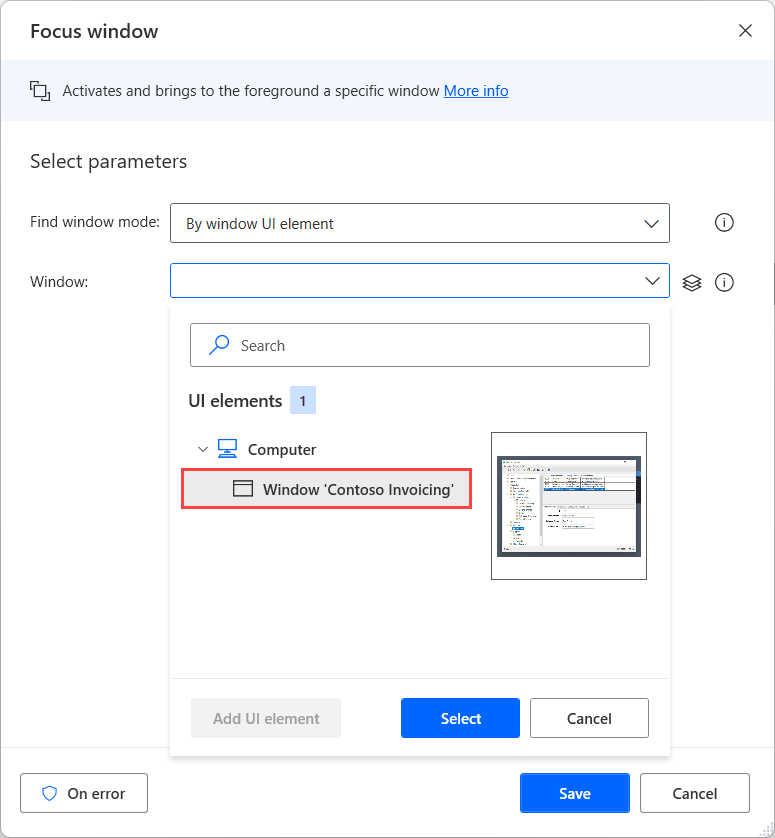 Focus window
Activates and brings to the foreground a specific window More info
Select parameters
Find window mode: By window UI element
Window:
Search
UI elements 1
Computer
Window 'Contoso Invoicing'
Add UI element Select Cancel
On error Save Cancel